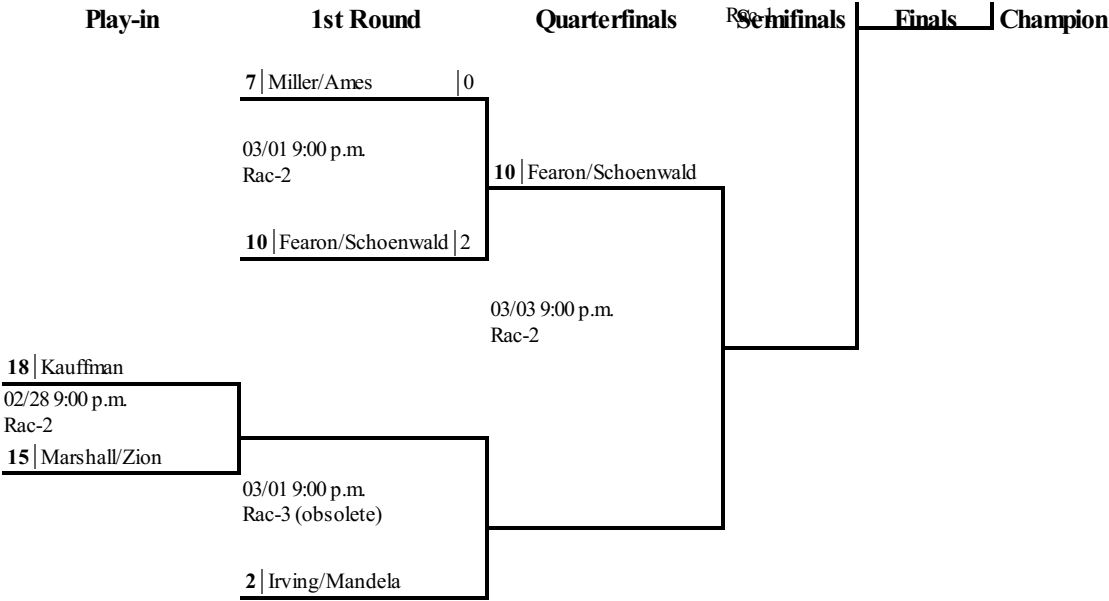 Play-in 1st Round Quarterfinals Semifinals Finals Champion
Rac-1
7 Miller/Ames 0
03/01 9:00 p.m.
Rac-2
10 Fearon/Schoenwald
10 Fearon/Schoenwald 2
03/03 9:00 p.m.
Rac-2
18 Kauffman
02/28 9:00 p.m.
Rac-2
15 Marshall/Zion
03/01 9:00 p.m.
Rac-3 (obsolete)
2 Irving/Mandela